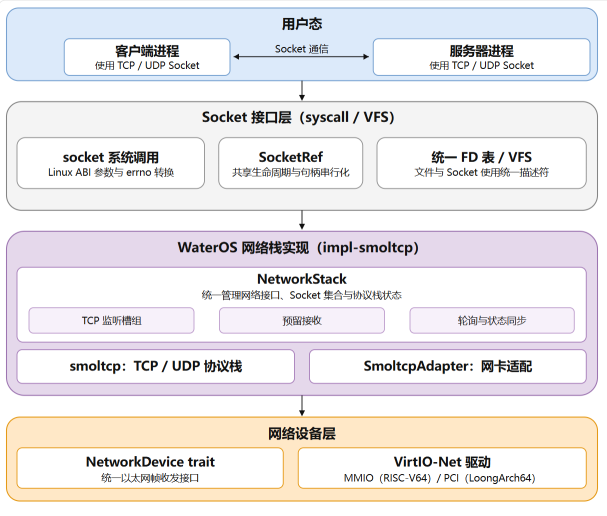 用户态
客户端进程
使用 TCP / UDP Socket
Socket 通信
服务器进程
使用 TCP / UDP Socket
Socket 接口层（syscall / VFS）
socket 系统调用
Linux ABI 参数与 errno 转换
SocketRef
共享生命周期与句柄串行化
统一 FD 表 / VFS
文件与 Socket 使用统一描述符
WaterOS 网络栈实现（impl-smoltcp）
NetworkStack
统一管理网络接口、Socket 集合与协议栈状态
TCP 监听槽组
预留接收
轮询与状态同步
smoltcp：TCP / UDP 协议栈
SmoltcpAdapter：网卡适配
网络设备层
NetworkDevice trait
统一以太网帧收发接口
VirtIO-Net 驱动
MMIO（RISC-V64）/ PCI（LoongArch64）